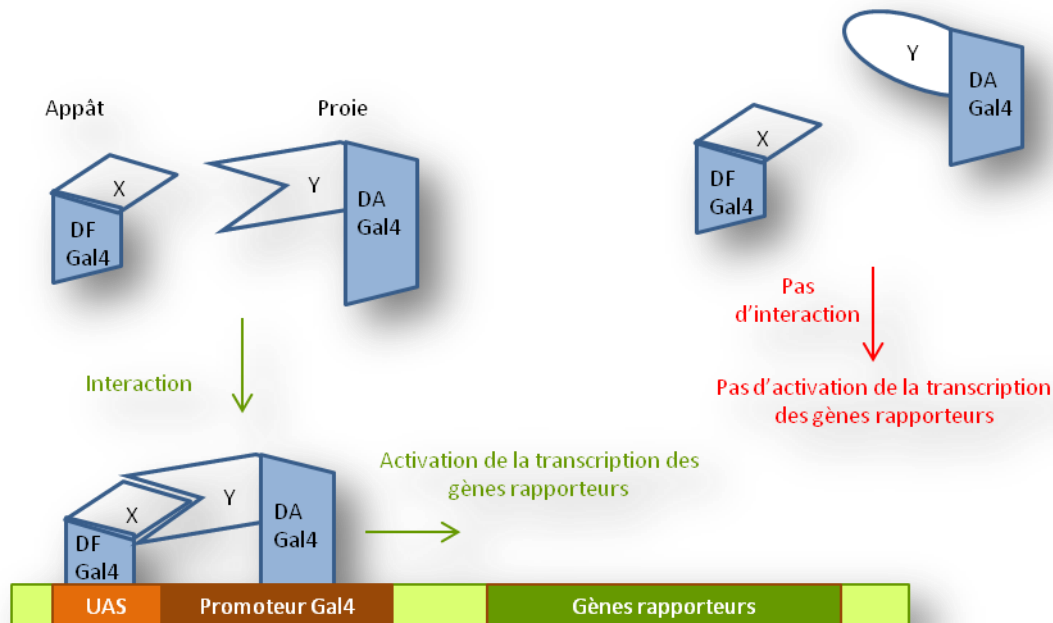 Appât
Proie
X
Y
DF
Gal4
DA
Gal4
Y
DA
Gal4
X
DF
Gal4
Interaction
Pas
d'interaction
Pas d'activation de la transcription
des gènes rapporteurs
Activation de la transcription des
gènes rapporteurs
X
Y
DF
Gal4
DA
Gal4
UAS
Promoteur Gal4
Gènes rapporteurs